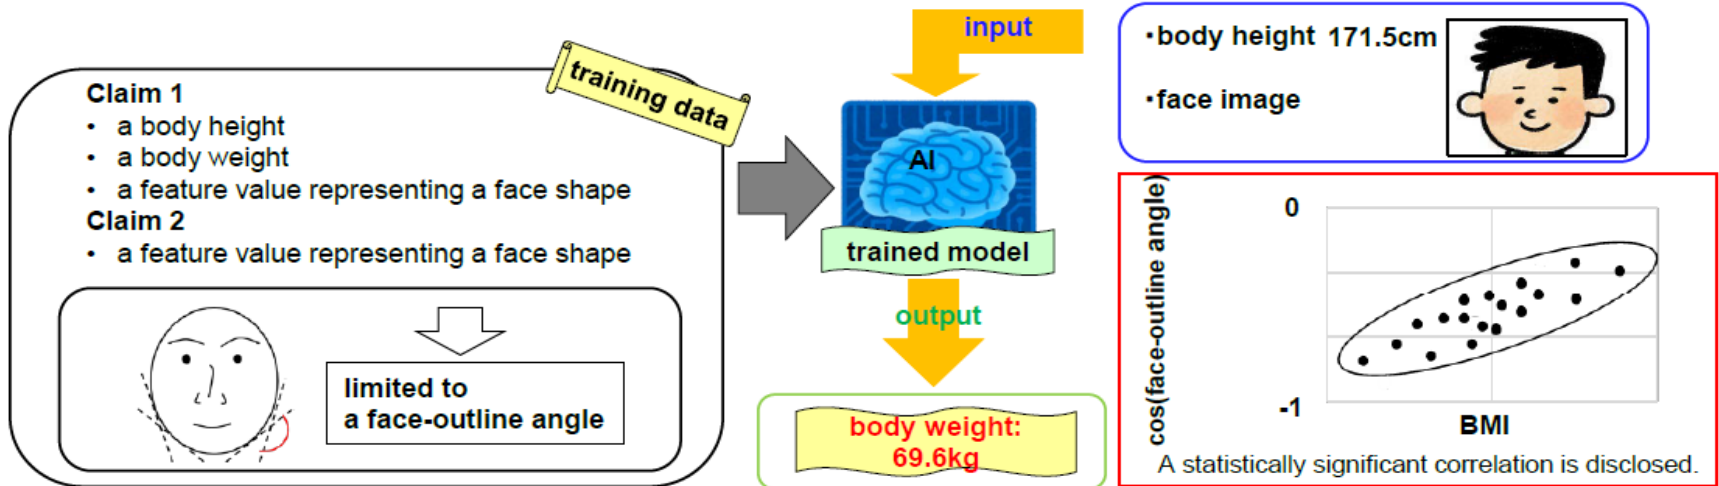 Claim 1
• a body height
• a body weight
• a feature value representing a face shape
Claim 2
• a feature value representing a face shape
limited to
a face-outline angle
training data
input
AI
trained model
output
body weight:
69.6kg
・body height 171.5cm
・face image
cos(face-outline angle)
0
-1
BMI
A statistically significant correlation is disclosed.